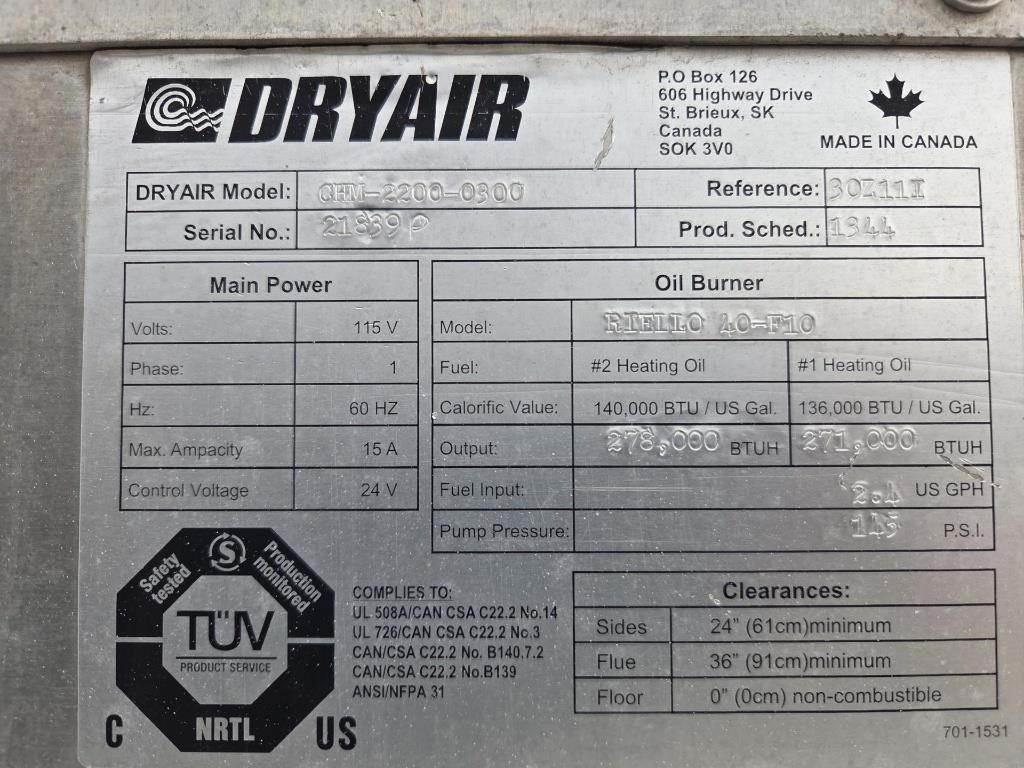 DRYAIR
P.O Box 126
606 Highway Drive
St. Brieux, SK
Canada
SOK 3V0
MADE IN CANADA
DRYAIR Model: GHM-2200-0300
Reference: 30Z11I
Serial No.: 21839 P
Prod. Sched.: 1344
Main Power
Volts: 115 V
Phase: 1
Hz: 60 HZ
Max. Ampacity 15 A
Control Voltage 24 V
Oil Burner
Model: RIELLO 40-F10
Fuel: #2 Heating Oil #1 Heating Oil
Calorific Value: 140,000 BTU / US Gal. 136,000 BTU / US Gal.
Output: 278,000 BTUH 271,000 BTUH
Fuel Input: 2.4 US GPH
Pump Pressure: 145 P.S.I.
Safety tested
S
Production monitored
TÜV
PRODUCT SERVICE
C NRTL US
COMPLIES TO:
UL 508A/CAN CSA C22.2 No.14
UL 726/CAN CSA C22.2 No.3
CAN/CSA C22.2 No. B140.7.2
CAN/CSA C22.2 No.B139
ANSI/NFPA 31
Clearances:
Sides 24" (61cm)minimum
Flue 36" (91cm)minimum
Floor 0" (0cm) non-combustible
701-1531